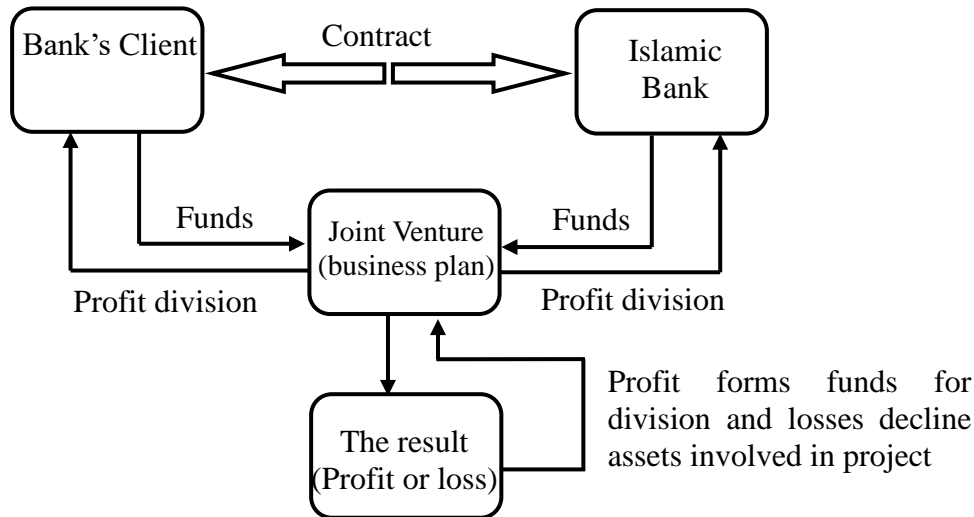 Bank’s Client
Contract
Islamic
Bank
Funds
Funds
Joint Venture
(business plan)
Profit division
Profit division
The result
(Profit or loss)
Profit forms funds for
division and losses decline
assets involved in project